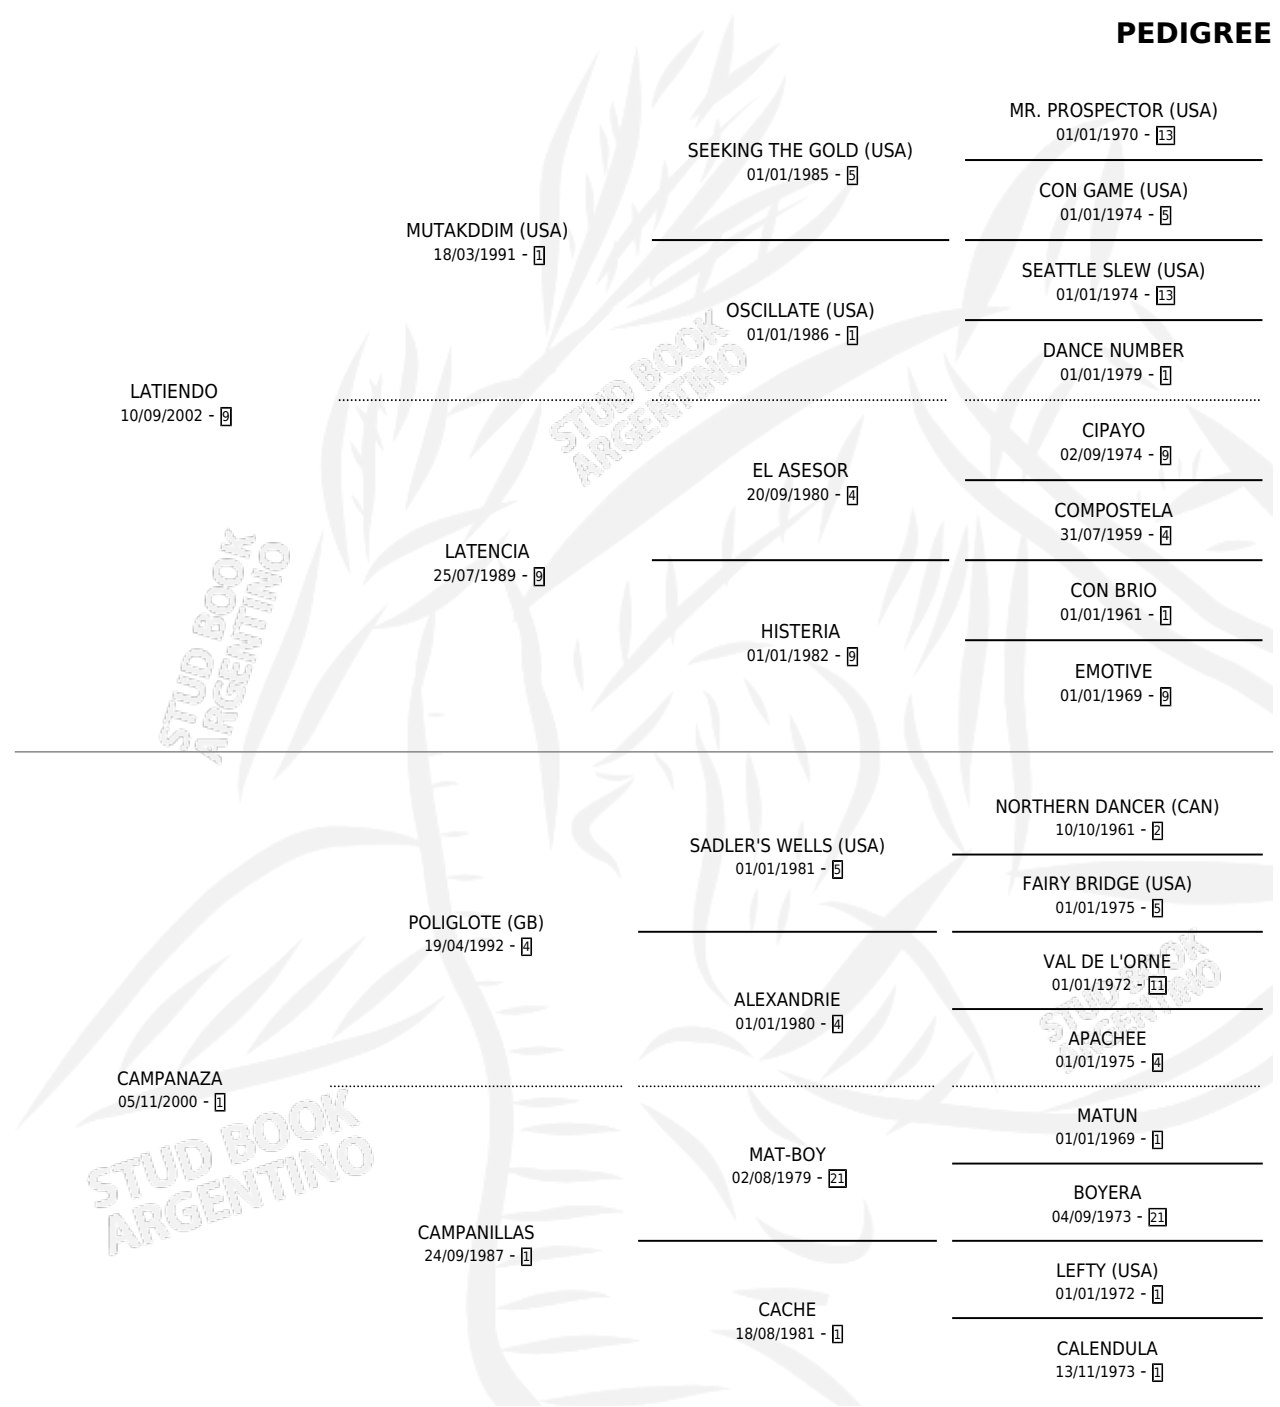 PEDIGREE
MR. PROSPECTOR (USA)
01/01/1970 - 13
SEEKING THE GOLD (USA)
01/01/1985 - 5
CON GAME (USA)
01/01/1974 - 5
MUTAKDDIM (USA)
18/03/1991 - 1
SEATTLE SLEW (USA)
01/01/1974 - 13
OSCILLATE (USA)
01/01/1986 - 1
DANCE NUMBER
01/01/1979 - 1
LATIENDO
10/09/2002 - 9
CIPAYO
02/09/1974 - 9
EL ASESOR
20/09/1980 - 4
COMPOSTELA
31/07/1959 - 4
LATENCIA
25/07/1989 - 9
CON BRIO
01/01/1961 - 1
HISTERIA
01/01/1982 - 9
EMOTIVE
01/01/1969 - 9
NORTHERN DANCER (CAN)
10/10/1961 - 2
SADLER'S WELLS (USA)
01/01/1981 - 5
FAIRY BRIDGE (USA)
01/01/1975 - 5
POLIGLOTE (GB)
19/04/1992 - 4
VAL DE L'ORNE
01/01/1972 - 11
ALEXANDRIE
01/01/1980 - 4
APACHEE
01/01/1975 - 4
CAMPANAZA
05/11/2000 - 1
MATUN
01/01/1969 - 1
MAT-BOY
02/08/1979 - 21
BOYERA
04/09/1973 - 21
CAMPANILLAS
24/09/1987 - 1
LEFTY (USA)
01/01/1972 - 1
CACHE
18/08/1981 - 1
CALENDULA
13/11/1973 - 1
STUD BOOK
ARGENTINO
STUD BOOK
ARGENTINO
STUD BOOK
ARGENTINO
STUD BOOK
ARGENTINO